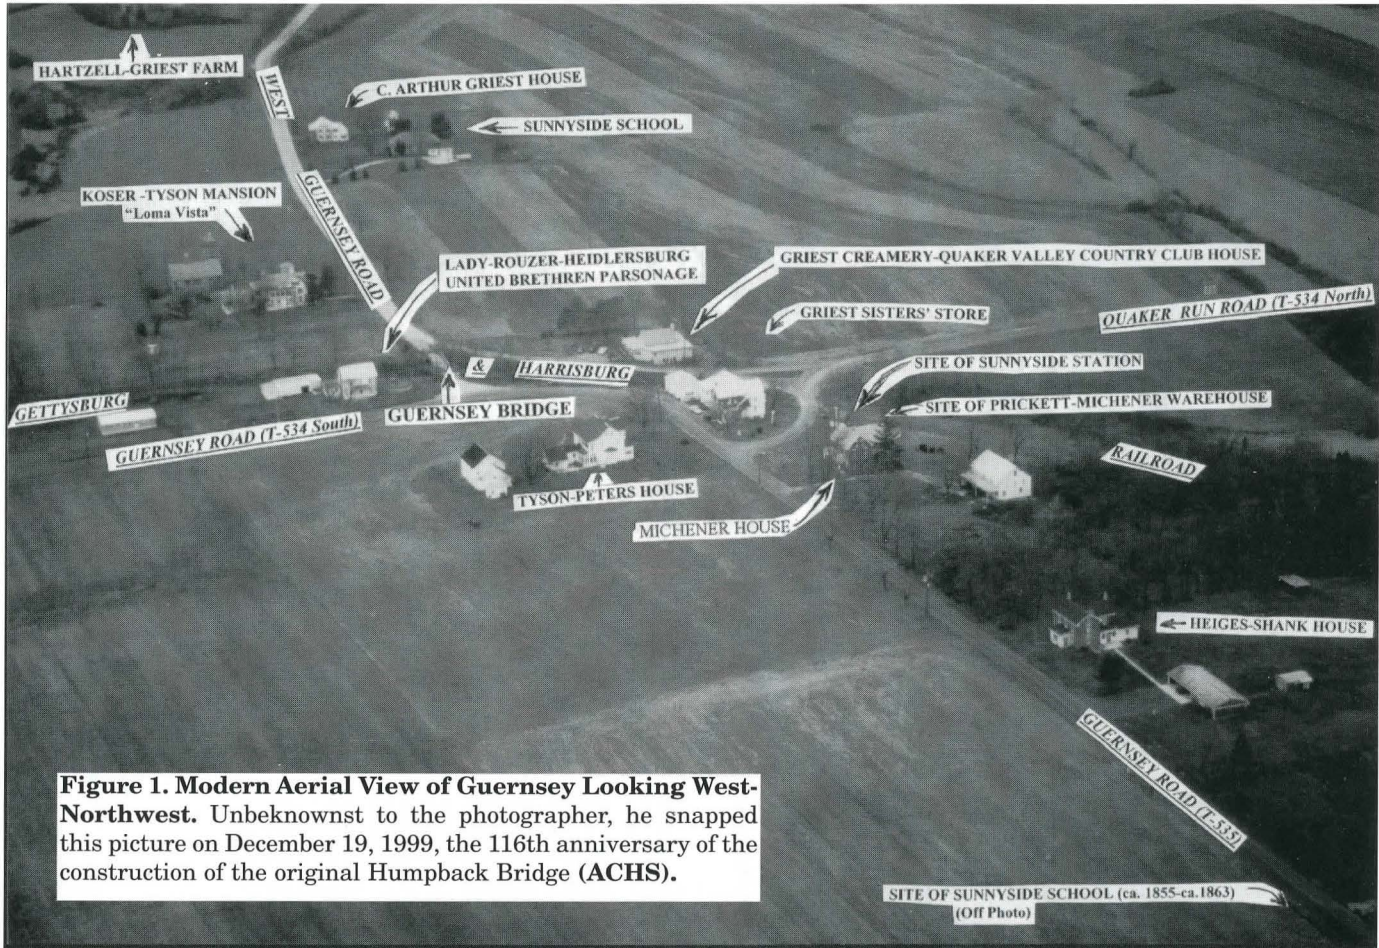 HARTZELL-GRIEST FARM
WEST
C. ARTHUR GRIEST HOUSE
SUNNYSIDE SCHOOL
KOSER -TYSON MANSION
“Loma Vista”
GUERNSEY ROAD
LADY-ROUZER-HEIDLERSBURG
UNITED BRETHREN PARSONAGE
GRIEST CREAMERY-QUAKER VALLEY COUNTRY CLUB HOUSE
GRIEST SISTERS' STORE
QUAKER RUN ROAD (T-534 North)
& HARRISBURG
SITE OF SUNNYSIDE STATION
GETTYSBURG
GUERNSEY BRIDGE
SITE OF PRICKETT-MICHENER WAREHOUSE
GUERNSEY ROAD (T-534 South)
RAILROAD
TYSON-PETERS HOUSE
MICHENER HOUSE
HEIGES-SHANK HOUSE
GUERNSEY ROAD (T-535)
Figure 1. Modern Aerial View of Guernsey Looking West-
Northwest. Unbeknownst to the photographer, he snapped
this picture on December 19, 1999, the 116th anniversary of the
construction of the original Humpback Bridge (ACHS).
SITE OF SUNNYSIDE SCHOOL (ca. 1855-ca.1863)
(Off Photo)